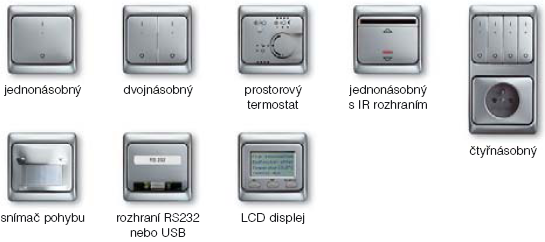 jednonásobný
dvojnásobný
prostorový
termostat
jednonásobný
s IR rozhraním
čtyřnásobný
RS 232
snímač pohybu
rozhraní RS232
nebo USB
LCD displej